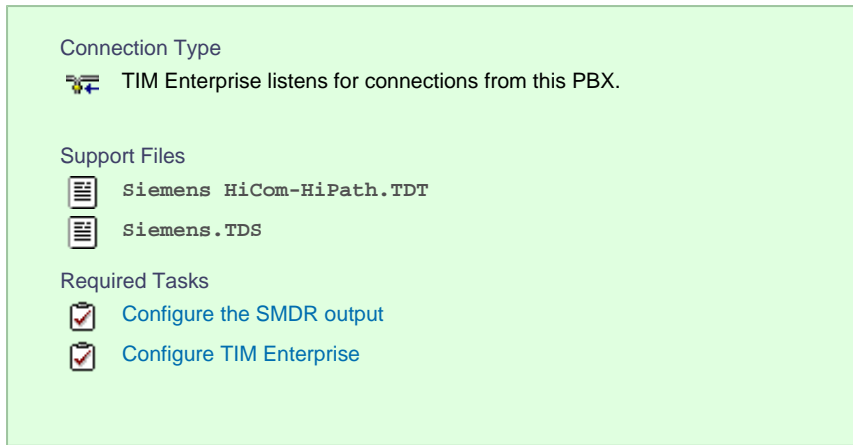 Connection Type
TIM Enterprise listens for connections from this PBX.
Support Files
Siemens HiCom-HiPath.TDT
Siemens.TDS
Required Tasks
Configure the SMDR output
Configure TIM Enterprise